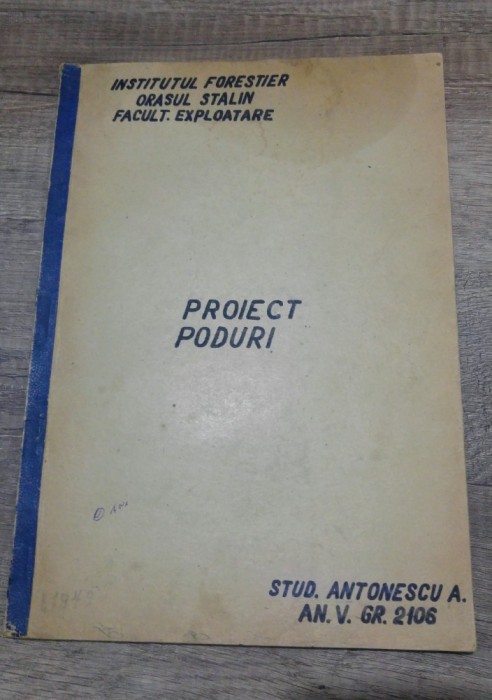 INSTITUTUL FORESTIER
ORASUL STALIN
FACULT. EXPLOATARE
PROIECT
PODURI
STUD. ANTONESCU A.
AN. V. GR. 2106